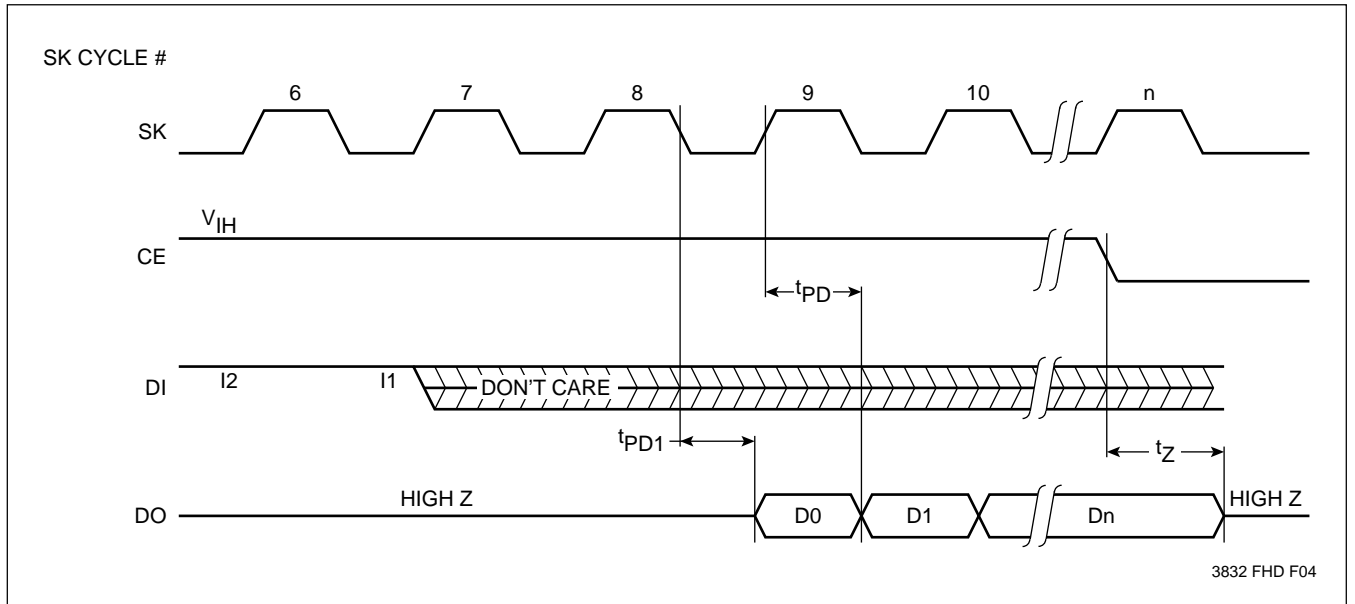 SK CYCLE #
6 7 8 9 10 n
SK
VIH
CE
tPD
DI I2 I1 DON'T CARE
tPD1 tZ
HIGH Z HIGH Z
DO D0 D1 Dn
3832 FHD F04